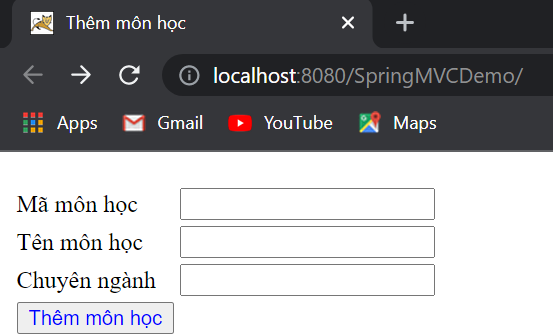 Thêm môn học
localhost:8080/SpringMVCDemo/
Apps Gmail YouTube Maps
Mã môn học
Tên môn học
Chuyên ngành
Thêm môn học